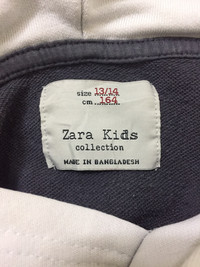 size 13/14
cm. 164
Zara Kids
collection
MADE IN BANGLADESH